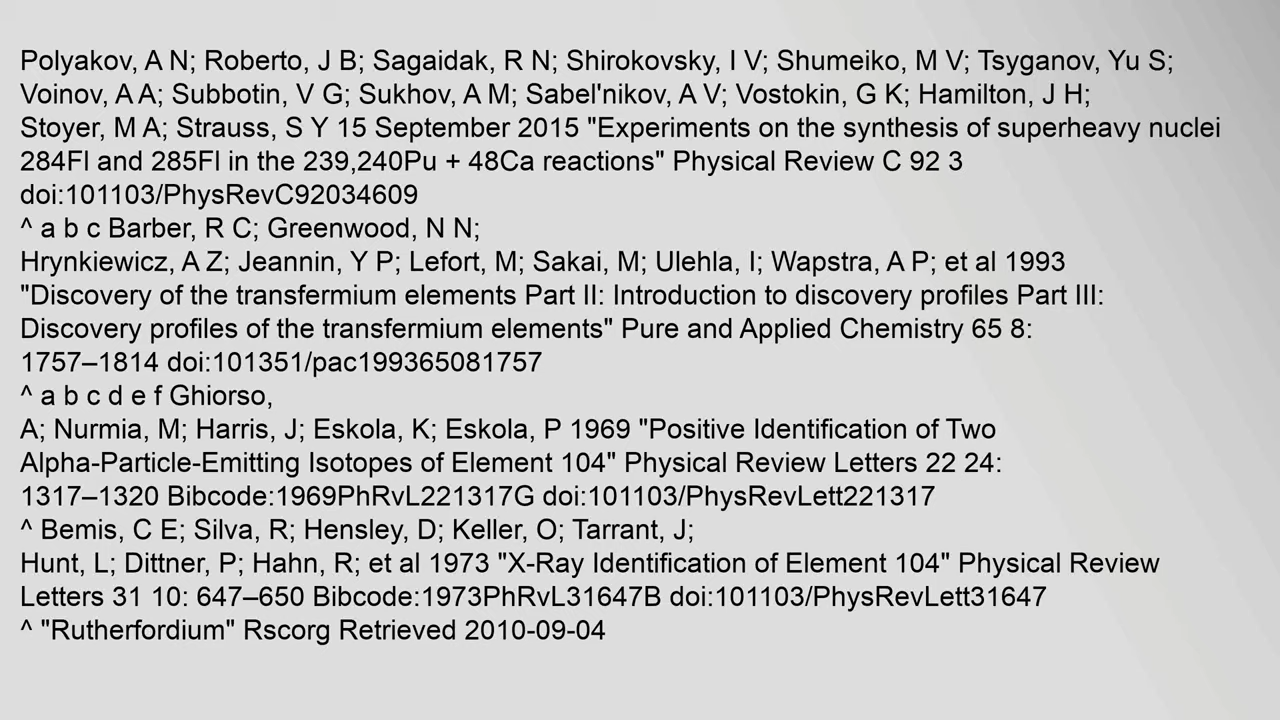 Polyakov, A N; Roberto, J B; Sagaidak, R N; Shirokovsky, I V; Shumeiko, M V; Tsyganov, Yu S;
Voinov, A A; Subbotin, V G; Sukhov, A M; Sabel'nikov, A V; Vostokin, G K; Hamilton, J H;
Stoyer, M A; Strauss, S Y 15 September 2015 "Experiments on the synthesis of superheavy nuclei
284Fl and 285Fl in the 239,240Pu + 48Ca reactions" Physical Review C 92 3
doi:101103/PhysRevC92034609
^ a b c Barber, R C; Greenwood, N N;
Hrynkiewicz, A Z; Jeannin, Y P; Lefort, M; Sakai, M; Ulehla, I; Wapstra, A P; et al 1993
"Discovery of the transfermium elements Part II: Introduction to discovery profiles Part III:
Discovery profiles of the transfermium elements" Pure and Applied Chemistry 65 8:
1757–1814 doi:101351/pac199365081757
^ a b c d e f Ghiorso,
A; Nurmia, M; Harris, J; Eskola, K; Eskola, P 1969 "Positive Identification of Two
Alpha-Particle-Emitting Isotopes of Element 104" Physical Review Letters 22 24:
1317–1320 Bibcode:1969PhRvL221317G doi:101103/PhysRevLett221317
^ Bemis, C E; Silva, R; Hensley, D; Keller, O; Tarrant, J;
Hunt, L; Dittner, P; Hahn, R; et al 1973 "X-Ray Identification of Element 104" Physical Review
Letters 31 10: 647–650 Bibcode:1973PhRvL31647B doi:101103/PhysRevLett31647
^ "Rutherfordium" Rscorg Retrieved 2010-09-04